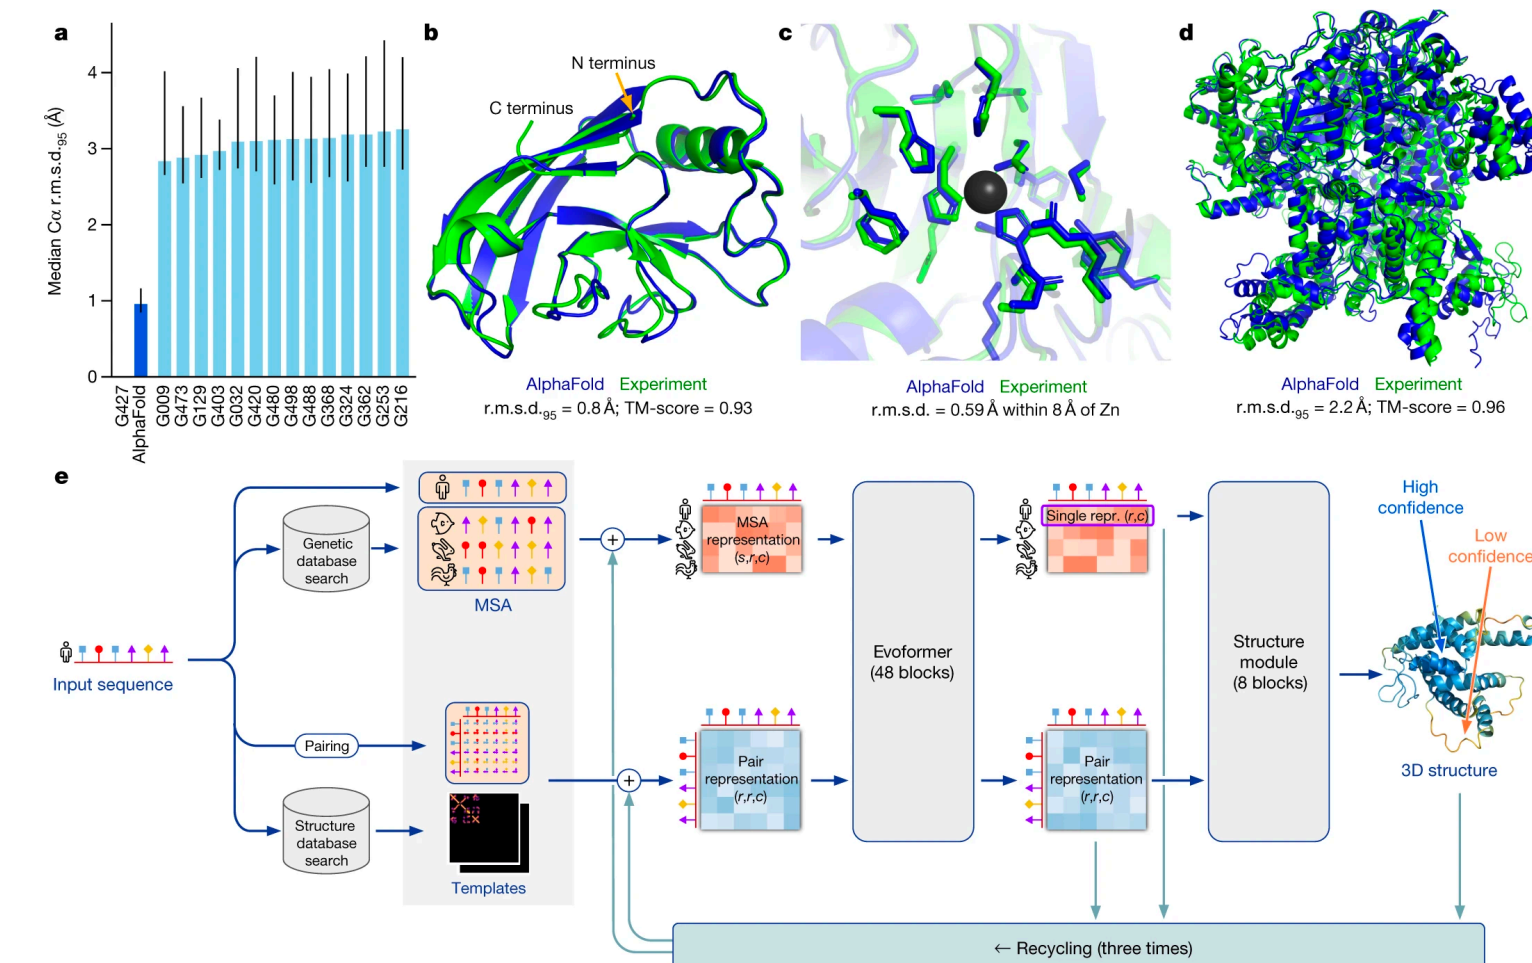 a
b
c
d
Median Cα r.m.s.d.95 (Å)
4
3
2
1
0
G427
AlphaFold
G009
G473
G129
G403
G032
G420
G480
G498
G488
G368
G324
G362
G253
G216
N terminus
C terminus
AlphaFold Experiment
r.m.s.d.95 = 0.8 Å; TM-score = 0.93
AlphaFold Experiment
r.m.s.d. = 0.59 Å within 8 Å of Zn
AlphaFold Experiment
r.m.s.d.95 = 2.2 Å; TM-score = 0.96
e
Input sequence
Genetic
database
search
MSA
Pairing
Structure
database
search
Templates
+
+
MSA
representation
(s,r,c)
Pair
representation
(r,r,c)
Evoformer
(48 blocks)
Single repr. (r,c)
Pair
representation
(r,r,c)
Structure
module
(8 blocks)
High
confidence
Low
confidence
3D structure
← Recycling (three times)